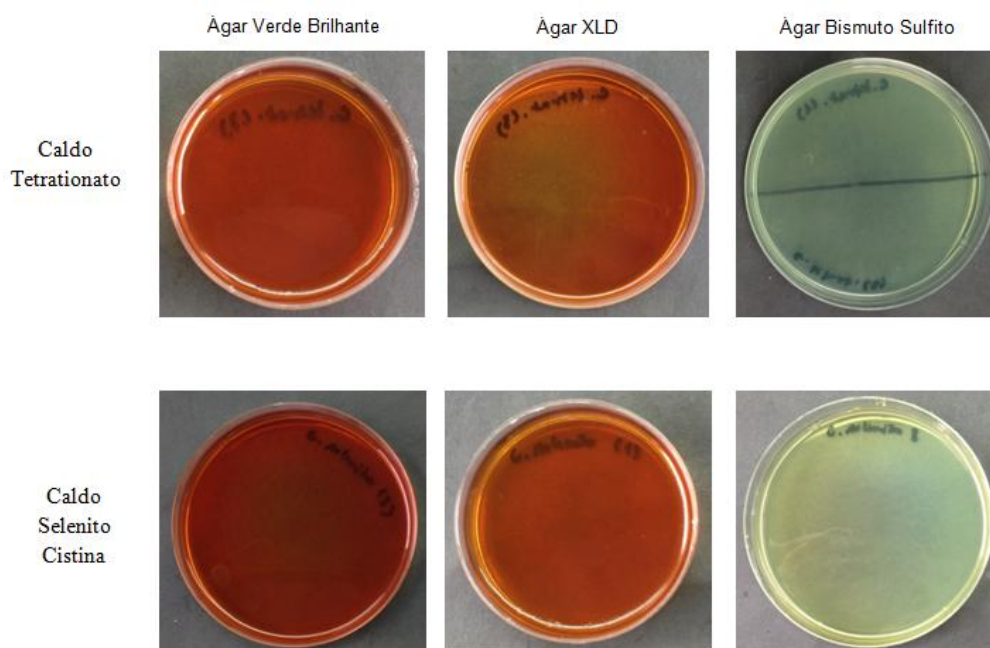 Àgar Verde Brilhante
Àgar XLD
Àgar Bismuto Sulfito
Caldo
Tetrationato
Caldo
Selenito
Cistina